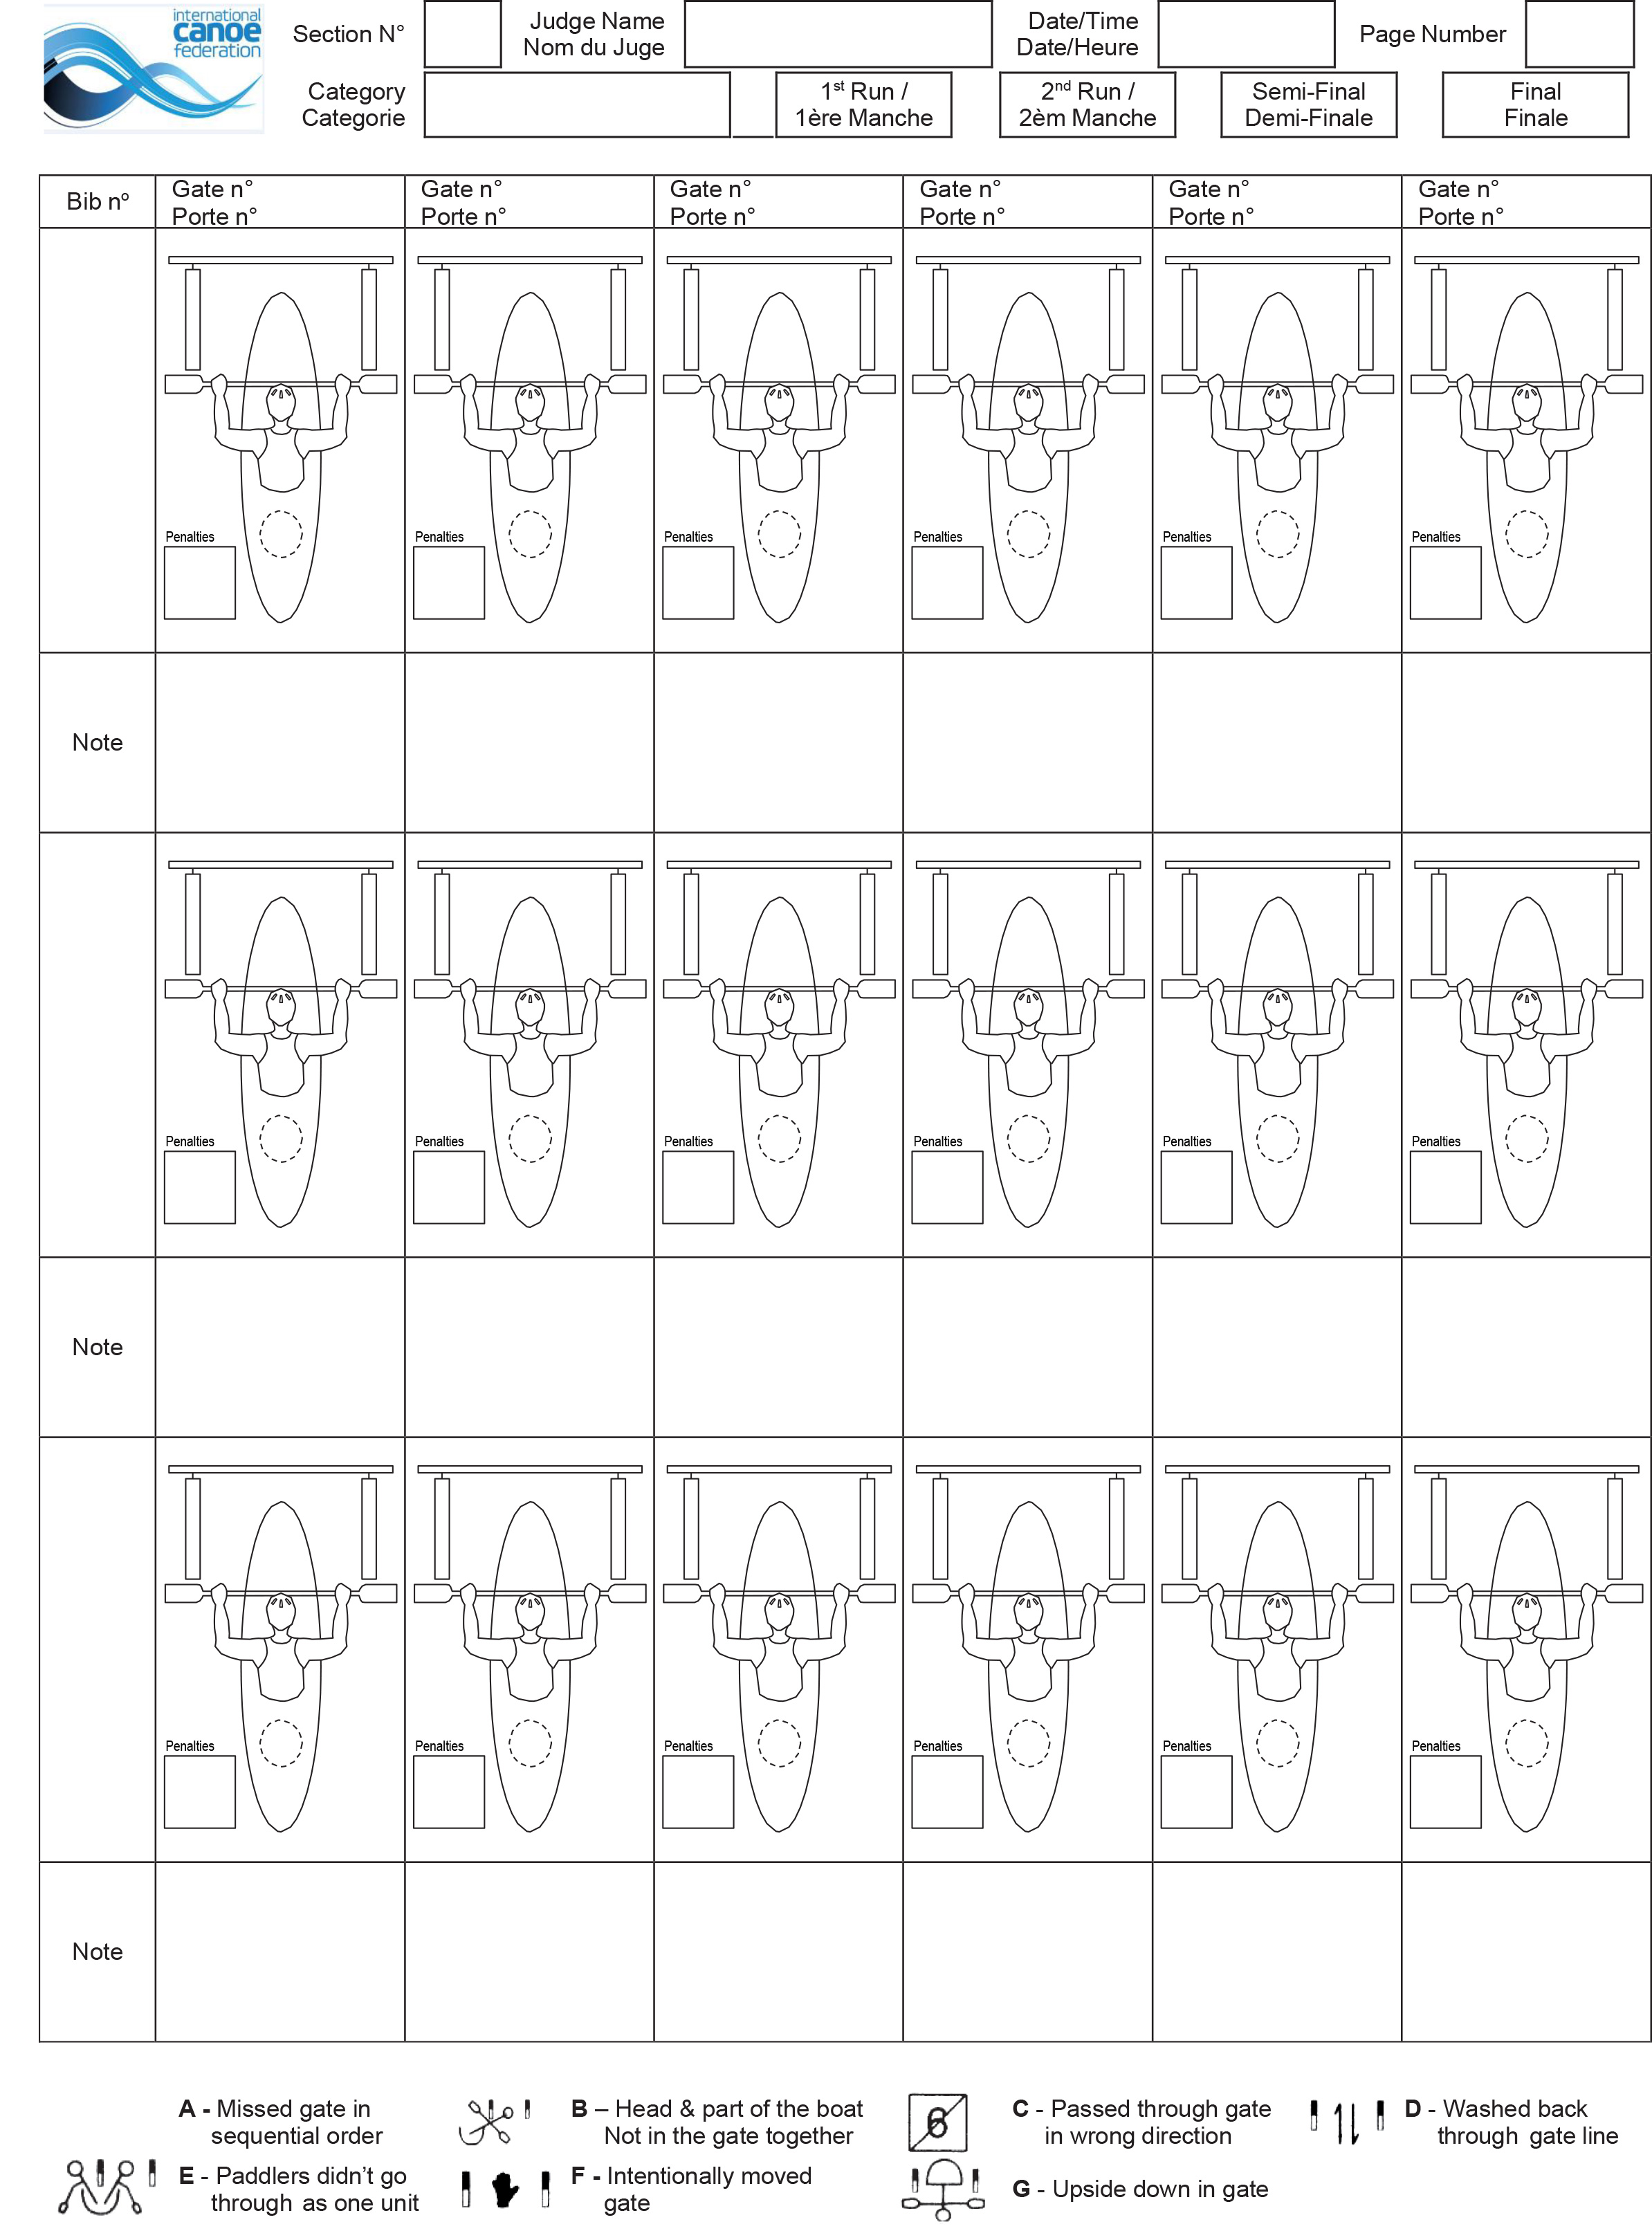 international
canoe
federation
Section N°
Judge Name
Nom du Juge
Date/Time
Date/Heure
Page Number
Category
Categorie
1st Run /
1ère Manche
2nd Run /
2èm Manche
Semi-Final
Demi-Finale
Final
Finale
Bib nº
Gate n°
Porte n°
Gate n°
Porte n°
Gate n°
Porte n°
Gate n°
Porte n°
Gate n°
Porte n°
Gate n°
Porte n°
Penalties
Penalties
Penalties
Penalties
Penalties
Penalties
Note
Penalties
Penalties
Penalties
Penalties
Penalties
Penalties
Note
Penalties
Penalties
Penalties
Penalties
Penalties
Penalties
Note
A - Missed gate in
sequential order
B – Head & part of the boat
Not in the gate together
6
C - Passed through gate
in wrong direction
D - Washed back
through gate line
E - Paddlers didn’t go
through as one unit
F - Intentionally moved
gate
G - Upside down in gate